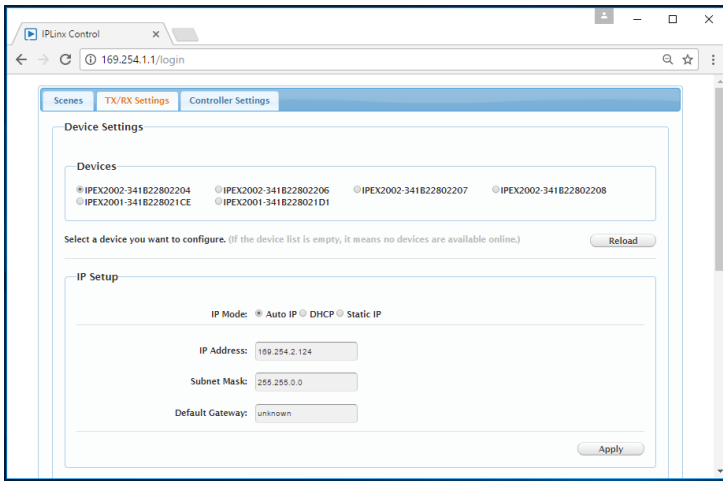 IPLinx Control
169.254.1.1/login
Scenes TX/RX Settings Controller Settings
Device Settings
Devices
IPEX2002-341B22802204 IPEX2002-341B22802206 IPEX2002-341B22802207 IPEX2002-341B22802208
IPEX2001-341B228021CE IPEX2001-341B228021D1
Select a device you want to configure. (If the device list is empty, it means no devices are available online.) Reload
IP Setup
IP Mode: Auto IP DHCP Static IP
IP Address: 169.254.2.124
Subnet Mask: 255.255.0.0
Default Gateway: unknown
Apply